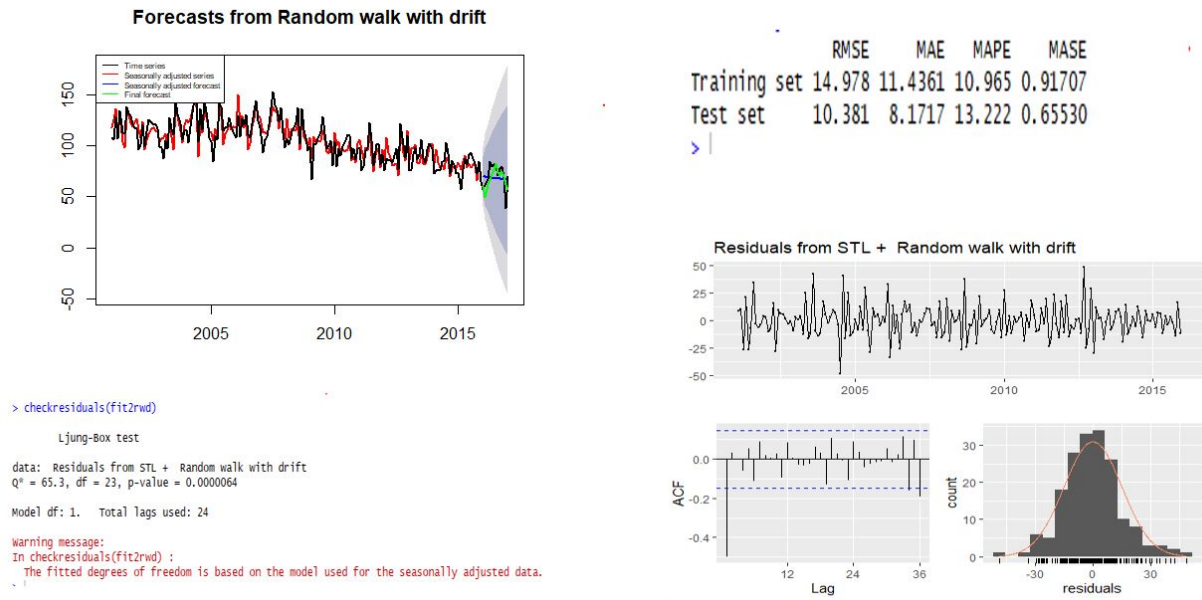 Forecasts from Random walk with drift
Time series
Seasonally adjusted series
Seasonally adjusted forecast
Final forecast
150
100
50
0
-50
2005 2010 2015
RMSE MAE MAPE MASE
Training set 14.978 11.4361 10.965 0.91707
Test set 10.381 8.1717 13.222 0.65530
>
> checkresiduals(fit2rwd)
Ljung-Box test
data: Residuals from STL + Random walk with drift
Q* = 65.3, df = 23, p-value = 0.0000064
Model df: 1. Total lags used: 24
Warning message:
In checkresiduals(fit2rwd) :
The fitted degrees of freedom is based on the model used for the seasonally adjusted data.
Residuals from STL + Random walk with drift
50
25
0
-25
-50
2005 2010 2015
ACF
0.0
-0.2
-0.4
12 24 36
Lag
count
30
20
10
0
-30 0 30
residuals